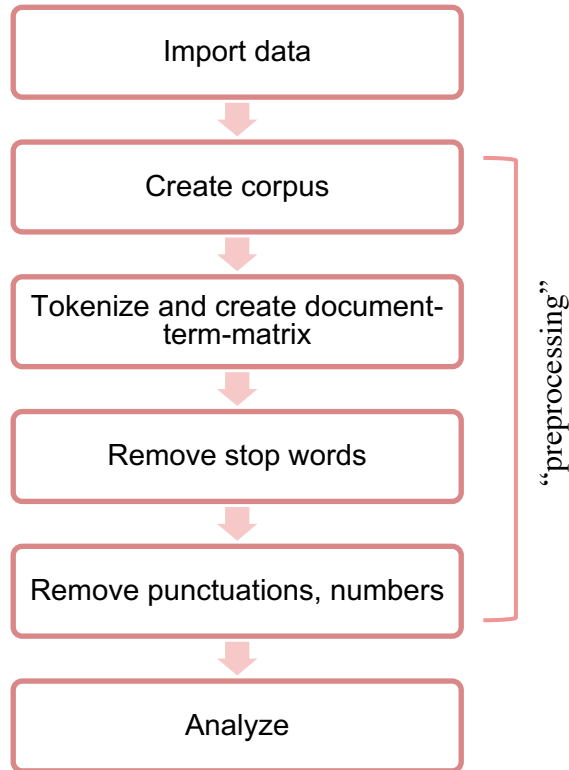 Import data
Create corpus
Tokenize and create document-
term-matrix
Remove stop words
Remove punctuations, numbers
Analyze
“preprocessing”